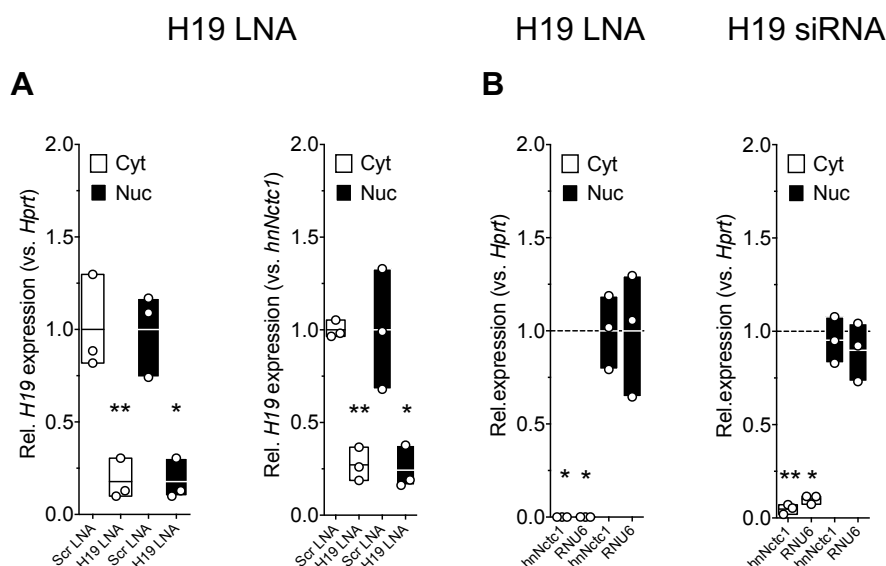 H19 LNA
H19 LNA
H19 siRNA
A
B
Rel. H19 expression (vs. Hprt)
2.0
1.5
1.0
0.5
0.0
Cyt
Nuc
**
*
Scr LNA
H19 LNA
Scr LNA
H19 LNA
Rel. H19 expression (vs. hnNctc1)
2.0
1.5
1.0
0.5
0.0
Cyt
Nuc
**
*
Scr LNA
H19 LNA
Scr LNA
H19 LNA
Rel.expression (vs. Hprt)
2.0
1.5
1.0
0.5
0.0
Cyt
Nuc
*
*
hnNctc1
RNU6
hnNctc1
RNU6
Rel.expression (vs. Hprt)
2.0
1.5
1.0
0.5
0.0
Cyt
Nuc
**
*
hnNctc1
RNU6
hnNctc1
RNU6